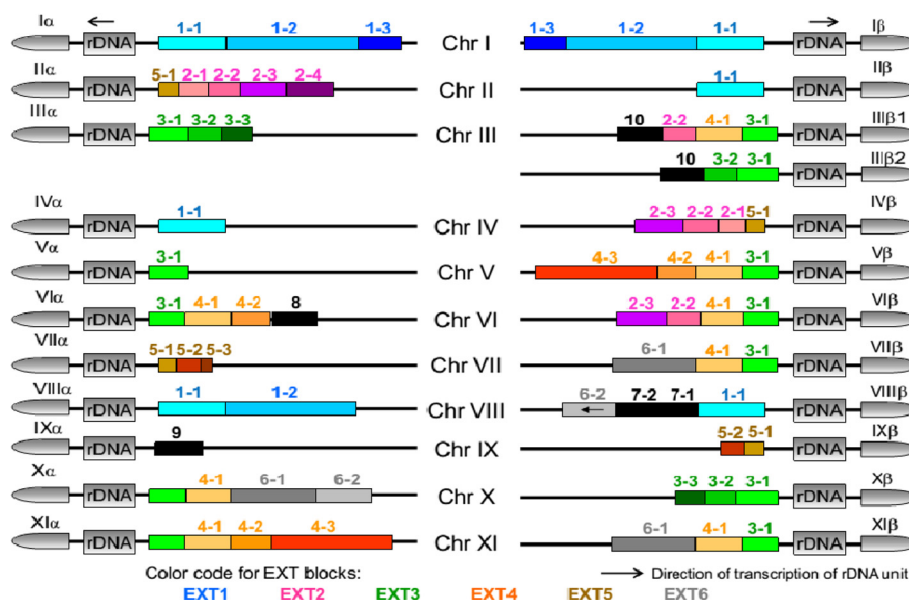 Iα 1-1 1-2 1-3 1-3 1-2 1-1 Iβ
rDNA Chr I rDNA
IIα 5-1 2-1 2-2 2-3 2-4 1-1 IIβ
rDNA Chr II rDNA
IIIα 3-1 3-2 3-3 10 2-2 4-1 3-1 IIIβ1
rDNA Chr III rDNA
10 3-2 3-1 IIIβ2
rDNA
IVα 1-1 2-3 2-2 2-1 5-1 IVβ
rDNA Chr IV rDNA
Vα 3-1 4-3 4-2 4-1 3-1 Vβ
rDNA Chr V rDNA
VIα 3-1 4-1 4-2 8 2-3 2-2 4-1 3-1 VIβ
rDNA Chr VI rDNA
VIIα 5-1 5-2 5-3 6-1 4-1 3-1 VIIβ
rDNA Chr VII rDNA
VIIIα 1-1 1-2 6-2 7-2 7-1 1-1 VIIIβ
rDNA Chr VIII rDNA
IXα 9 5-2 5-1 IXβ
rDNA Chr IX rDNA
Xα 4-1 6-1 6-2 3-3 3-2 3-1 Xβ
rDNA Chr X rDNA
XIα 4-1 4-2 4-3 6-1 4-1 3-1 XIβ
rDNA Chr XI rDNA
Color code for EXT blocks: Direction of transcription of rDNA unit
EXT1 EXT2 EXT3 EXT4 EXT5 EXT6